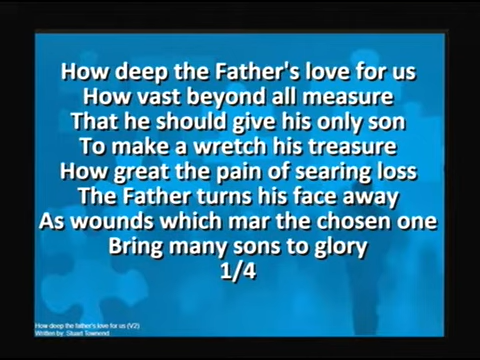 How deep the Father's love for us
How vast beyond all measure
That he should give his only son
To make a wretch his treasure
How great the pain of searing loss
The Father turns his face away
As wounds which mar the chosen one
Bring many sons to glory
1/4
How deep the father's love for us (V2)
Written by: Stuart Townend